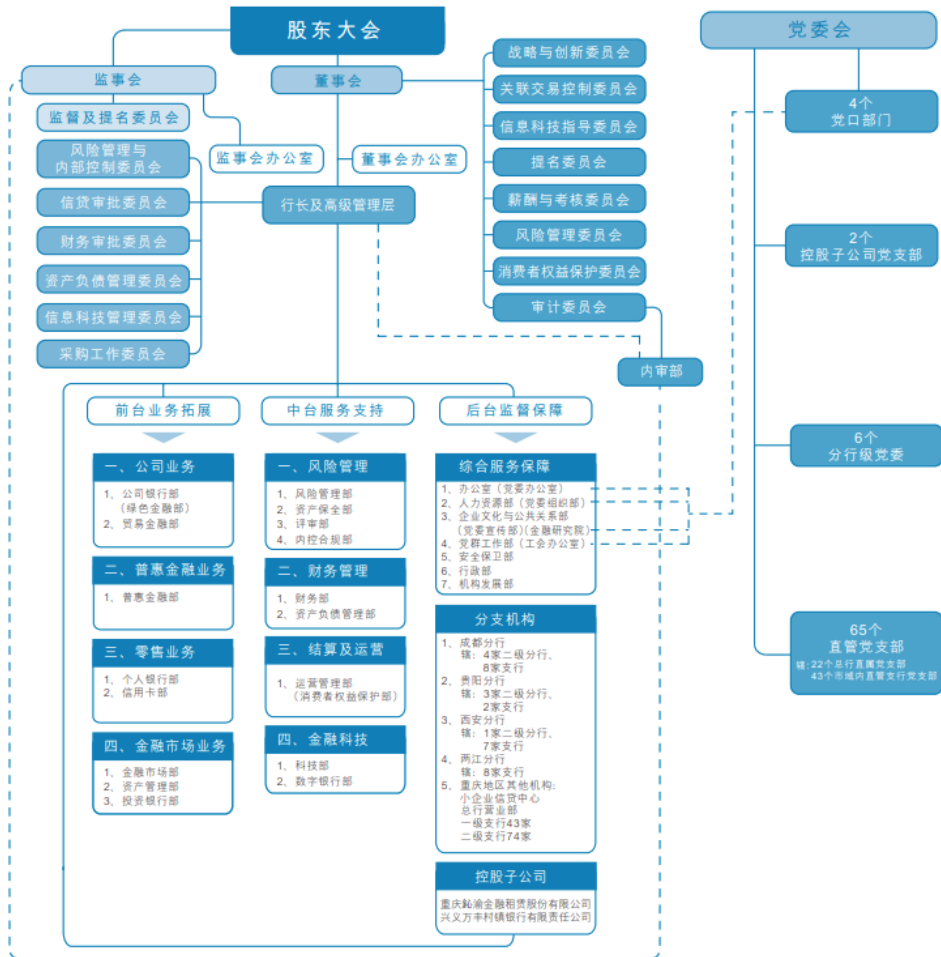 股东大会
监事会
监督及提名委员会
监事会办公室
董事会
董事会办公室
战略与创新委员会
关联交易控制委员会
信息科技指导委员会
提名委员会
薪酬与考核委员会
风险管理委员会
消费者权益保护委员会
审计委员会
内审部
行长及高级管理层
风险管理与
内部控制委员会
信贷审批委员会
财务审批委员会
资产负债管理委员会
信息科技管理委员会
采购工作委员会
前台业务拓展
一、公司业务
1、公司银行部
(绿色金融部)
2、贸易金融部
二、普惠金融业务
1、普惠金融部
三、零售业务
1、个人银行部
2、信用卡部
四、金融市场业务
1、金融市场部
2、资产管理部
3、投资银行部
中台服务支持
一、风险管理
1、风险管理部
2、资产保全部
3、评审部
4、内控合规部
二、财务管理
1、财务部
2、资产负债管理部
三、结算及运营
1、运营管理部
(消费者权益保护部)
四、金融科技
1、科技部
2、数字银行部
后台监督保障
综合服务保障
1、办公室(党委办公室)
2、人力资源部(党委组织部)
3、企业文化与公共关系部
(党委宣传部)(金融研究院)
4、党群工作部(工会办公室)
5、安全保卫部
6、行政部
7、机构发展部
分支机构
1、成都分行
辖:4家二级分行、
8家支行
2、贵阳分行
辖:3家二级分行、
2家支行
3、西安分行
辖:1家二级分行、
7家支行
4、两江分行
辖:8家支行
5、重庆地区其他机构:
小企业信贷中心
总行营业部
一级支行43家
二级支行74家
控股子公司
重庆鈊渝金融租赁股份有限公司
兴义万丰村镇银行有限责任公司
党委会
4个
党口部门
2个
控股子公司党支部
6个
分行级党委
65个
直管党支部
辖:22个总行直属党支部
43个市域内直管支行党支部